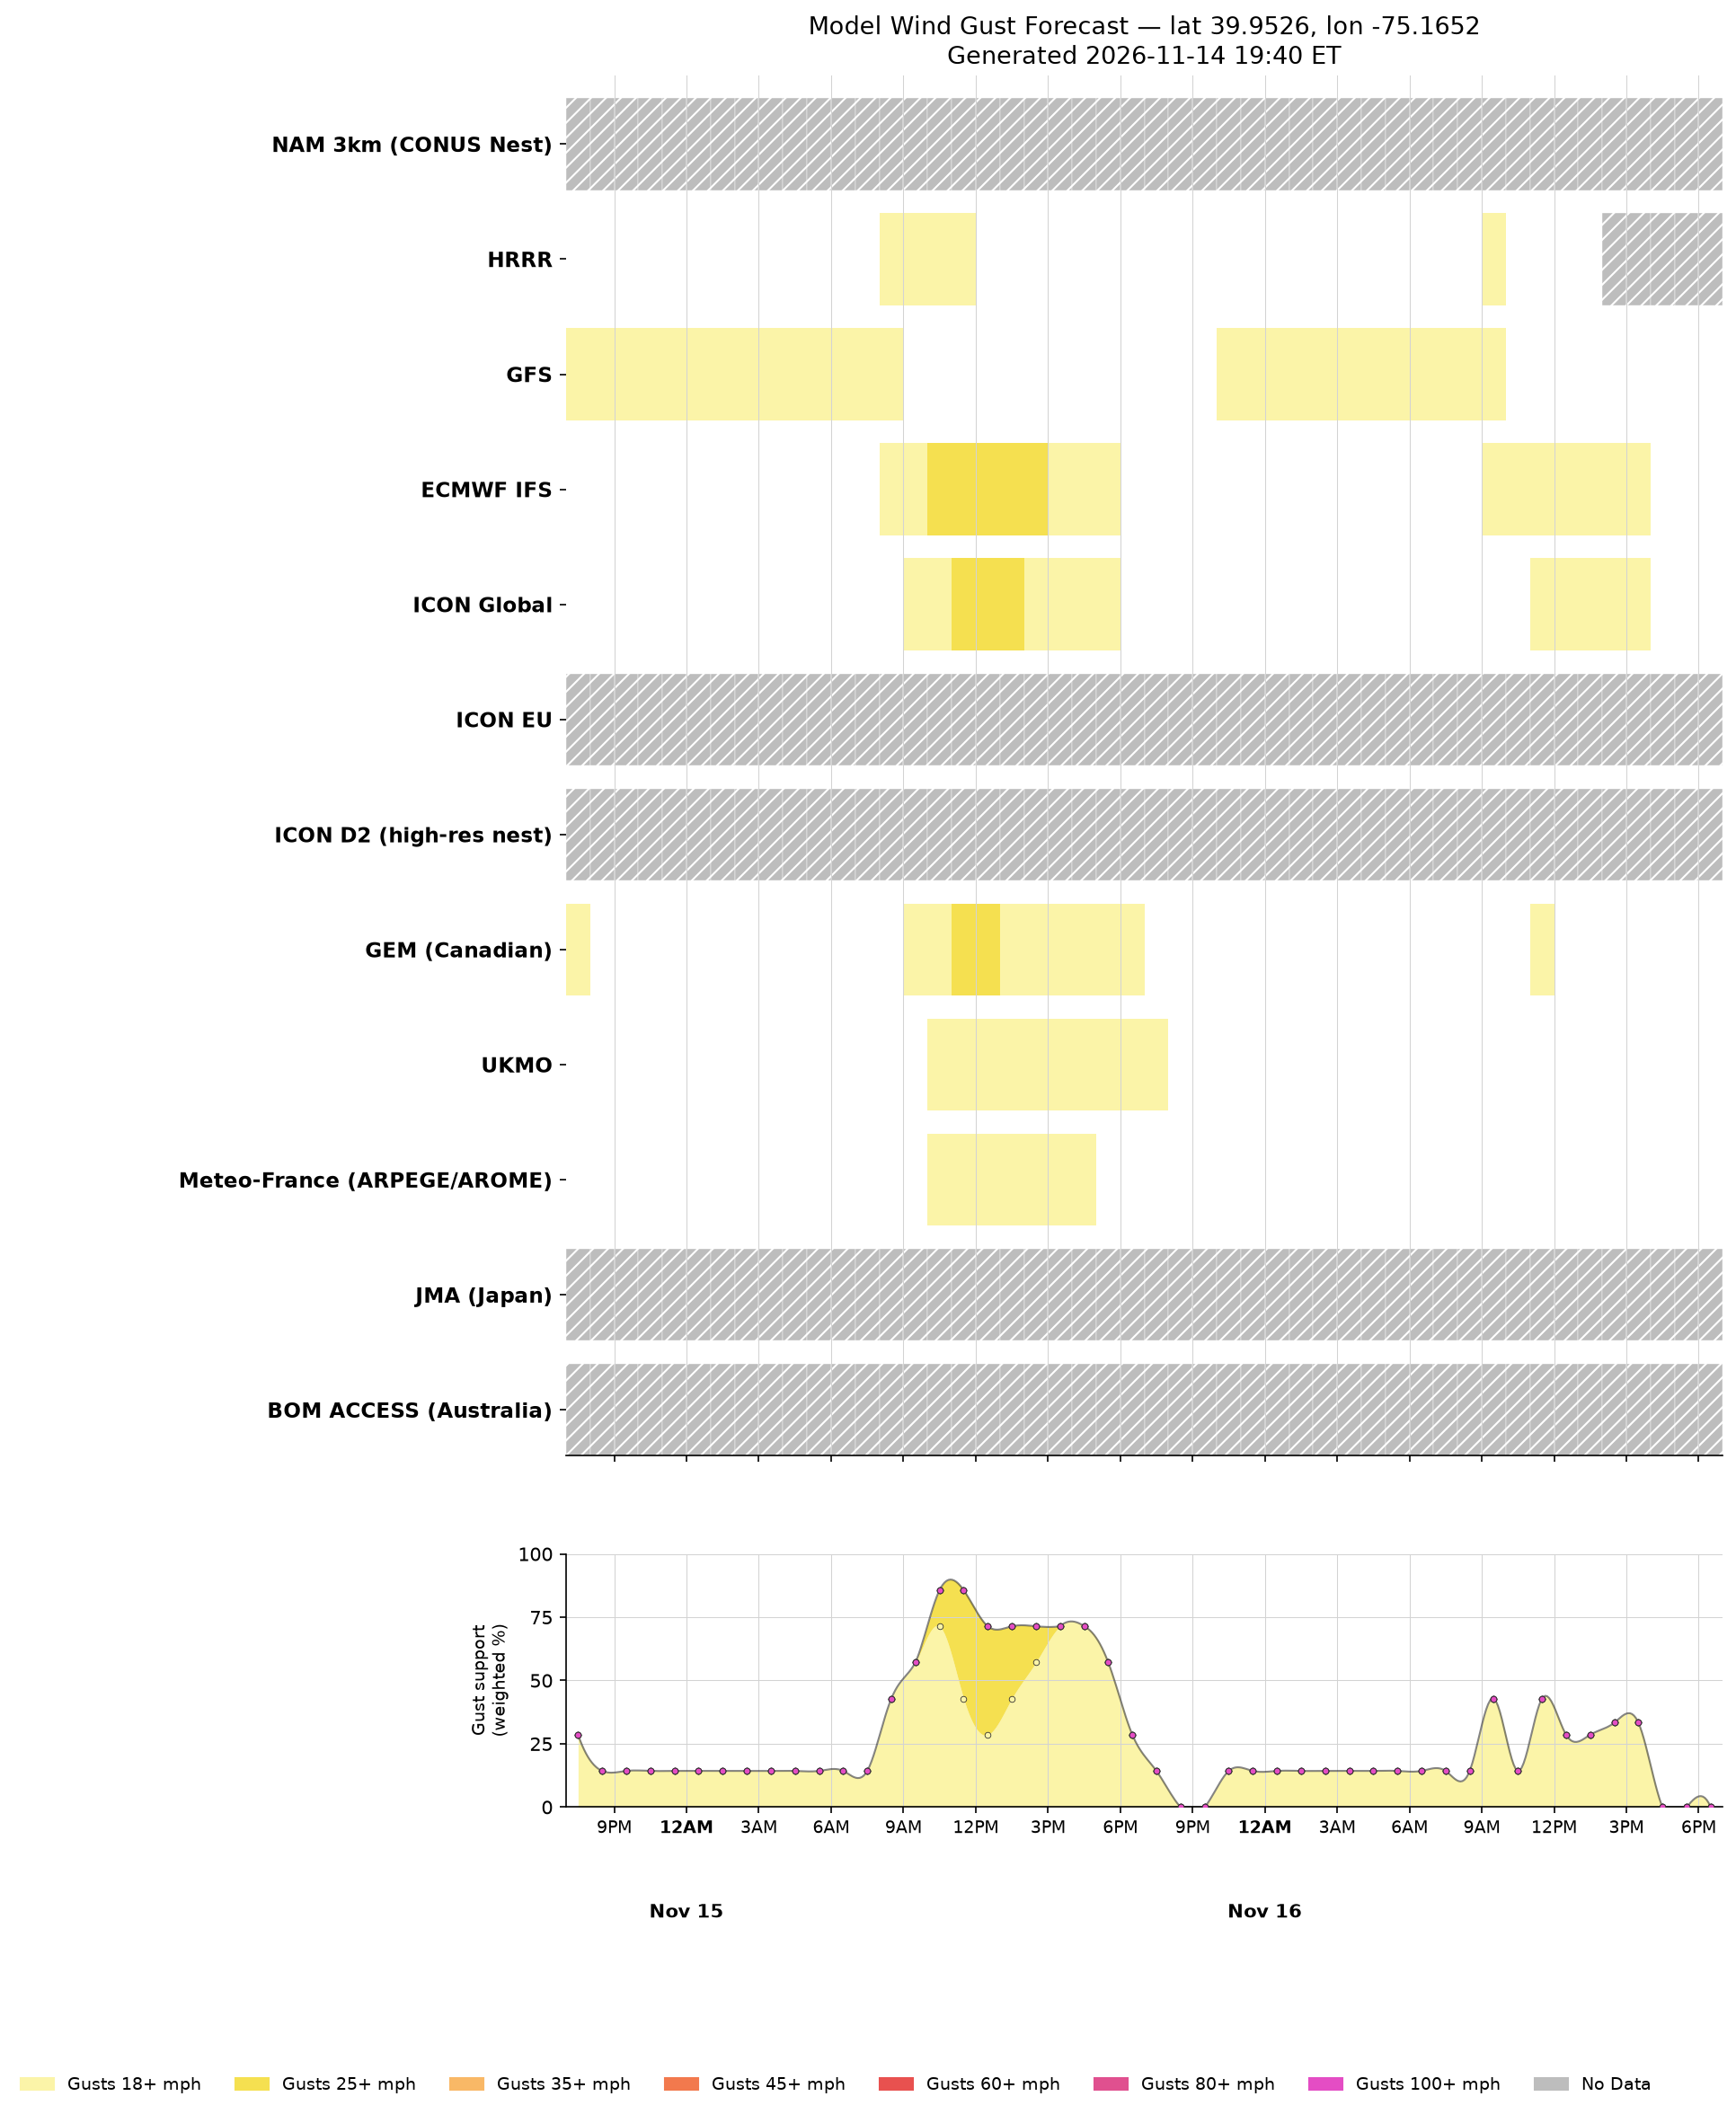 Model Wind Gust Forecast — lat 39.9526, lon -75.1652
Generated 2026-11-14 19:40 ET
NAM 3km (CONUS Nest)
HRRR
GFS
ECMWF IFS
ICON Global
ICON EU
ICON D2 (high-res nest)
GEM (Canadian)
UKMO
Meteo-France (ARPEGE/AROME)
JMA (Japan)
BOM ACCESS (Australia)
Gust support
(weighted %)
100
75
50
25
0
9PM 12AM 3AM 6AM 9AM 12PM 3PM 6PM 9PM 12AM 3AM 6AM 9AM 12PM 3PM 6PM
Nov 15 Nov 16
Gusts 18+ mph Gusts 25+ mph Gusts 35+ mph Gusts 45+ mph Gusts 60+ mph Gusts 80+ mph Gusts 100+ mph No Data